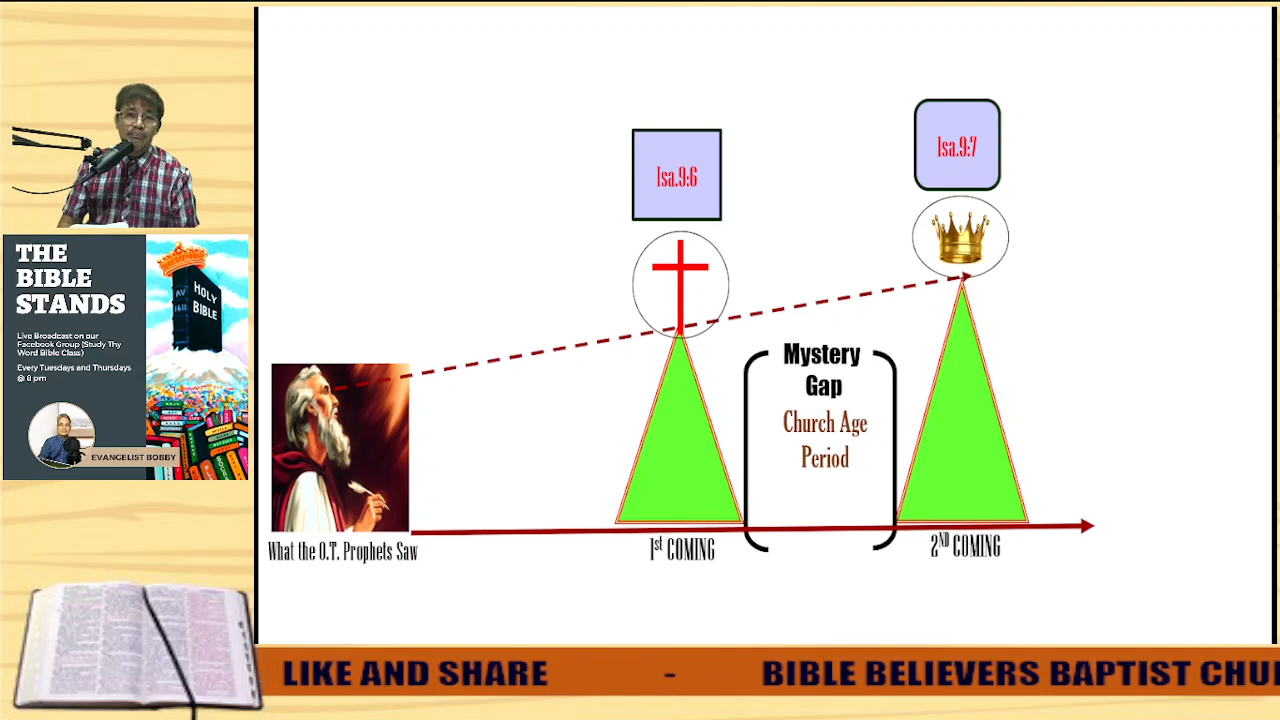 THE
BIBLE
STANDS
Live Broadcast on our
Facebook Group (Study Thy
Word Bible Class)
Every Tuesdays and Thursdays
@ 8 pm
AV
1611
HOLY
BIBLE
EVANGELIST BOBBY
Isa.9:6
Isa.9:7
Mystery
Gap
Church Age
Period
What the O.T. Prophets Saw
1st COMING
2ND COMING
LIKE AND SHARE - BIBLE BELIEVERS BAPTIST CHU